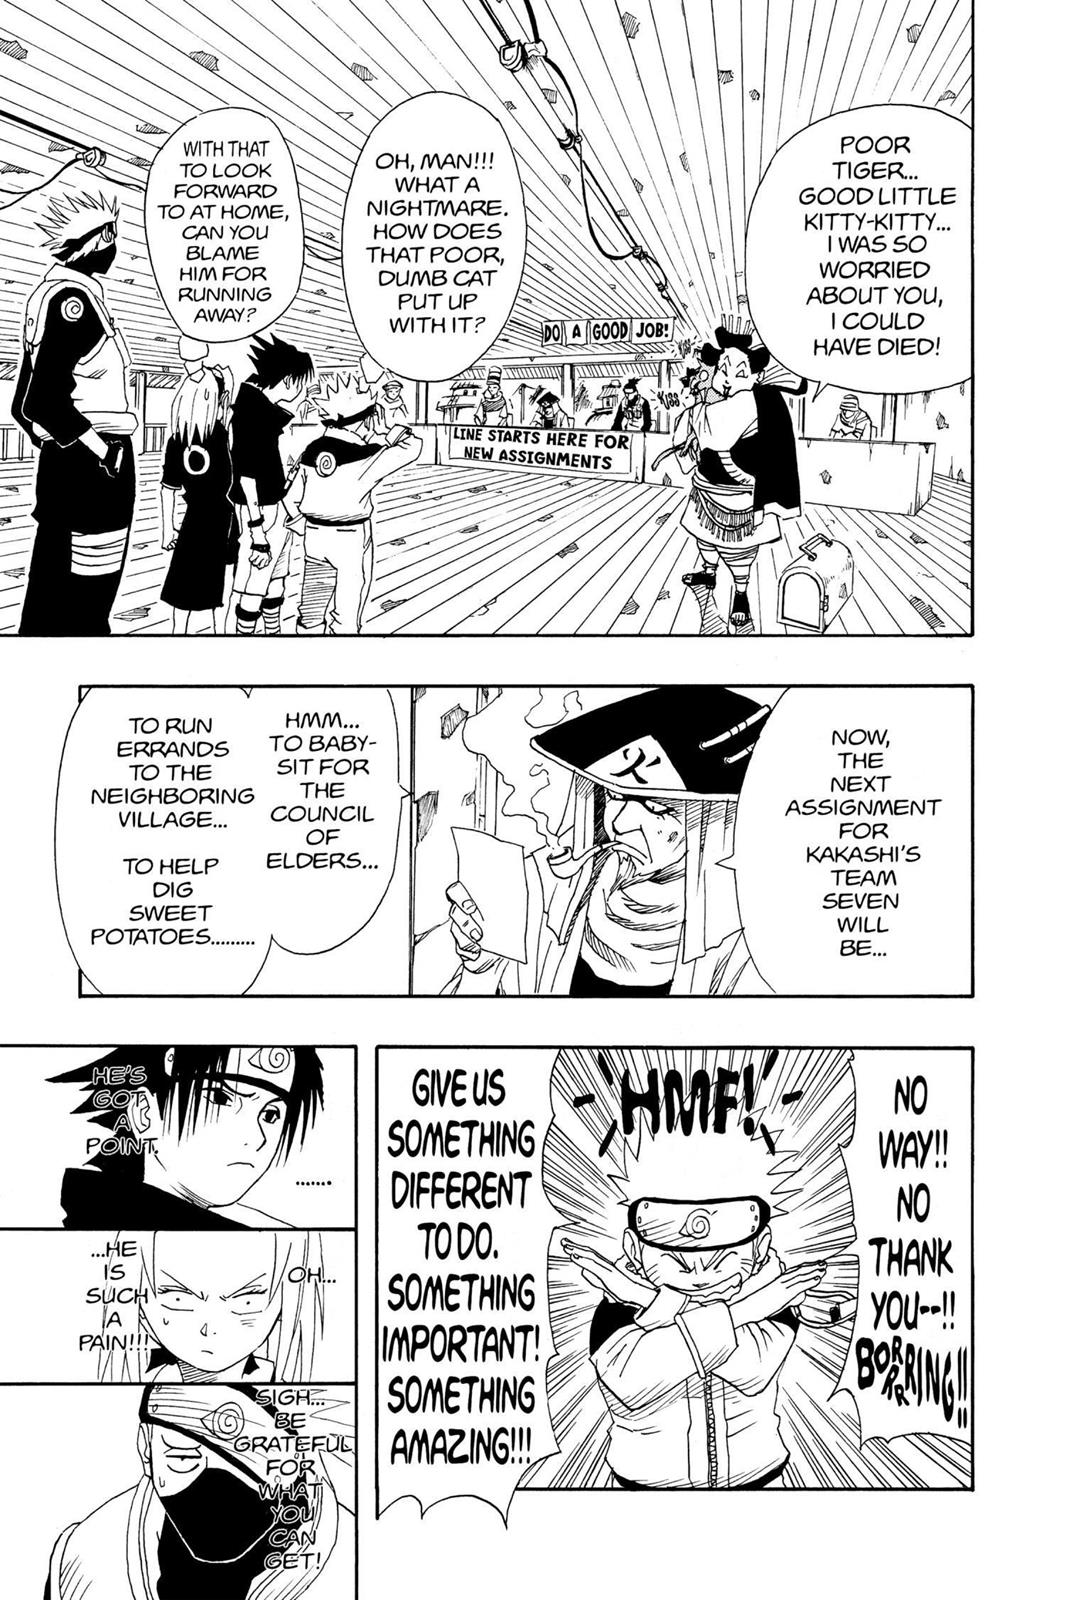 POOR
TIGER...
GOOD LITTLE
KITTY-KITTY...
I WAS SO
WORRIED
ABOUT YOU,
I COULD
HAVE DIED!
KISS
KISS
OH, MAN!!!
WHAT A
NIGHTMARE.
HOW DOES
THAT POOR,
DUMB CAT
PUT UP
WITH IT?
WITH THAT
TO LOOK
FORWARD
TO AT HOME,
CAN YOU
BLAME
HIM FOR
RUNNING
AWAY?
DO A GOOD JOB!
LINE STARTS HERE FOR
NEW ASSIGNMENTS
NOW,
THE
NEXT
ASSIGNMENT
FOR
KAKASHI'S
TEAM
SEVEN
WILL
BE...
HMM...
TO BABY-
SIT FOR
THE
COUNCIL
OF
ELDERS...
TO RUN
ERRANDS
TO THE
NEIGHBORING
VILLAGE...
TO HELP
DIG
SWEET
POTATOES.........
NO
WAY!!
NO
THANK
YOU--!!
BORRRRING!!
HMF!
GIVE US
SOMETHING
DIFFERENT
TO DO.
SOMETHING
IMPORTANT!
SOMETHING
AMAZING!!!
HE'S
GOT
A
POINT.
........
OH...
...HE
IS
SUCH
A
PAIN!!!
SIGH...
BE
GRATEFUL
FOR
WHAT
YOU
CAN
GET!